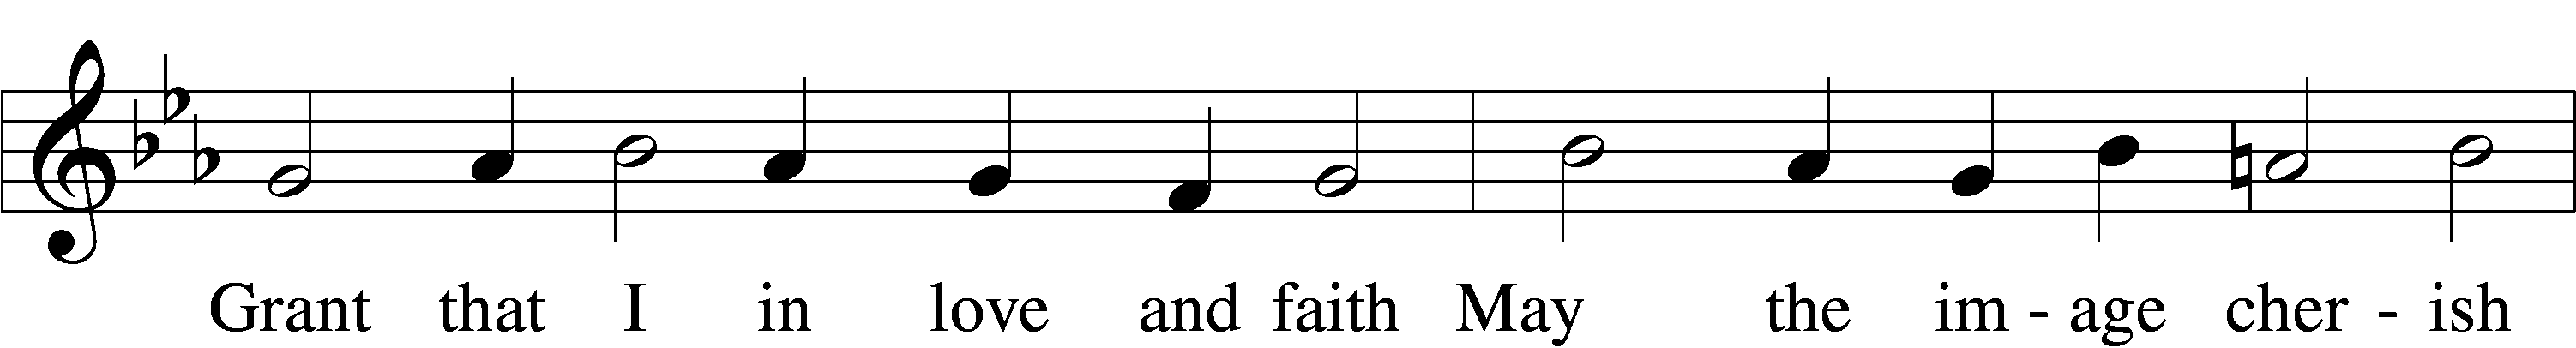 Grant that I in love and faith May the im - age cher - ish